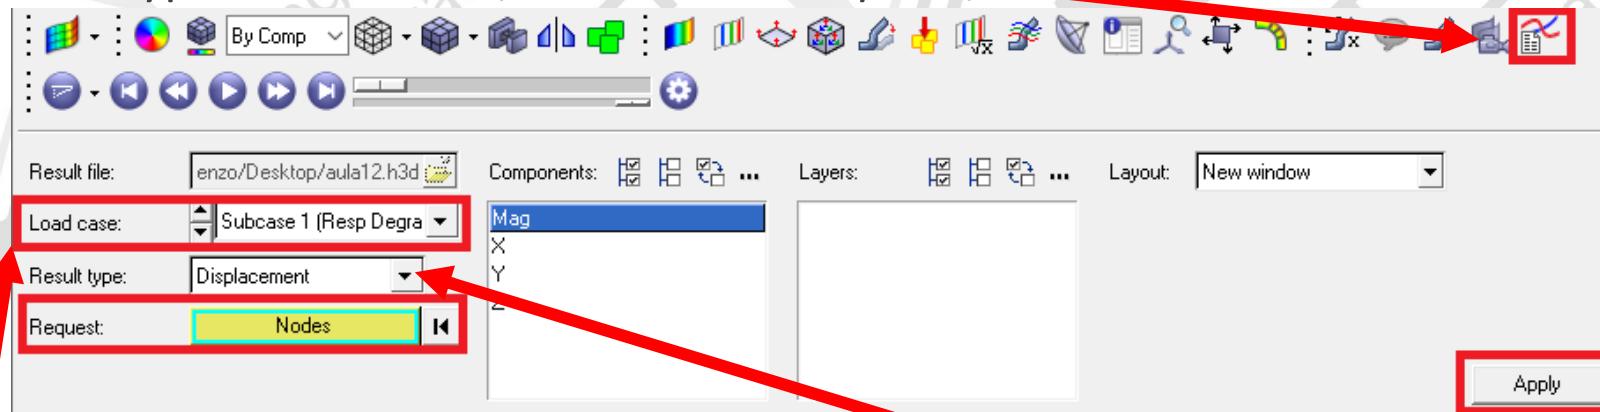 By Comp
Result file: enzo/Desktop/aula12.h3d Components: ... Layers: ... Layout: New window
Load case: Subcase 1 (Resp Degra Mag
X
Result type: Displacement Y
Request: Nodes
Apply